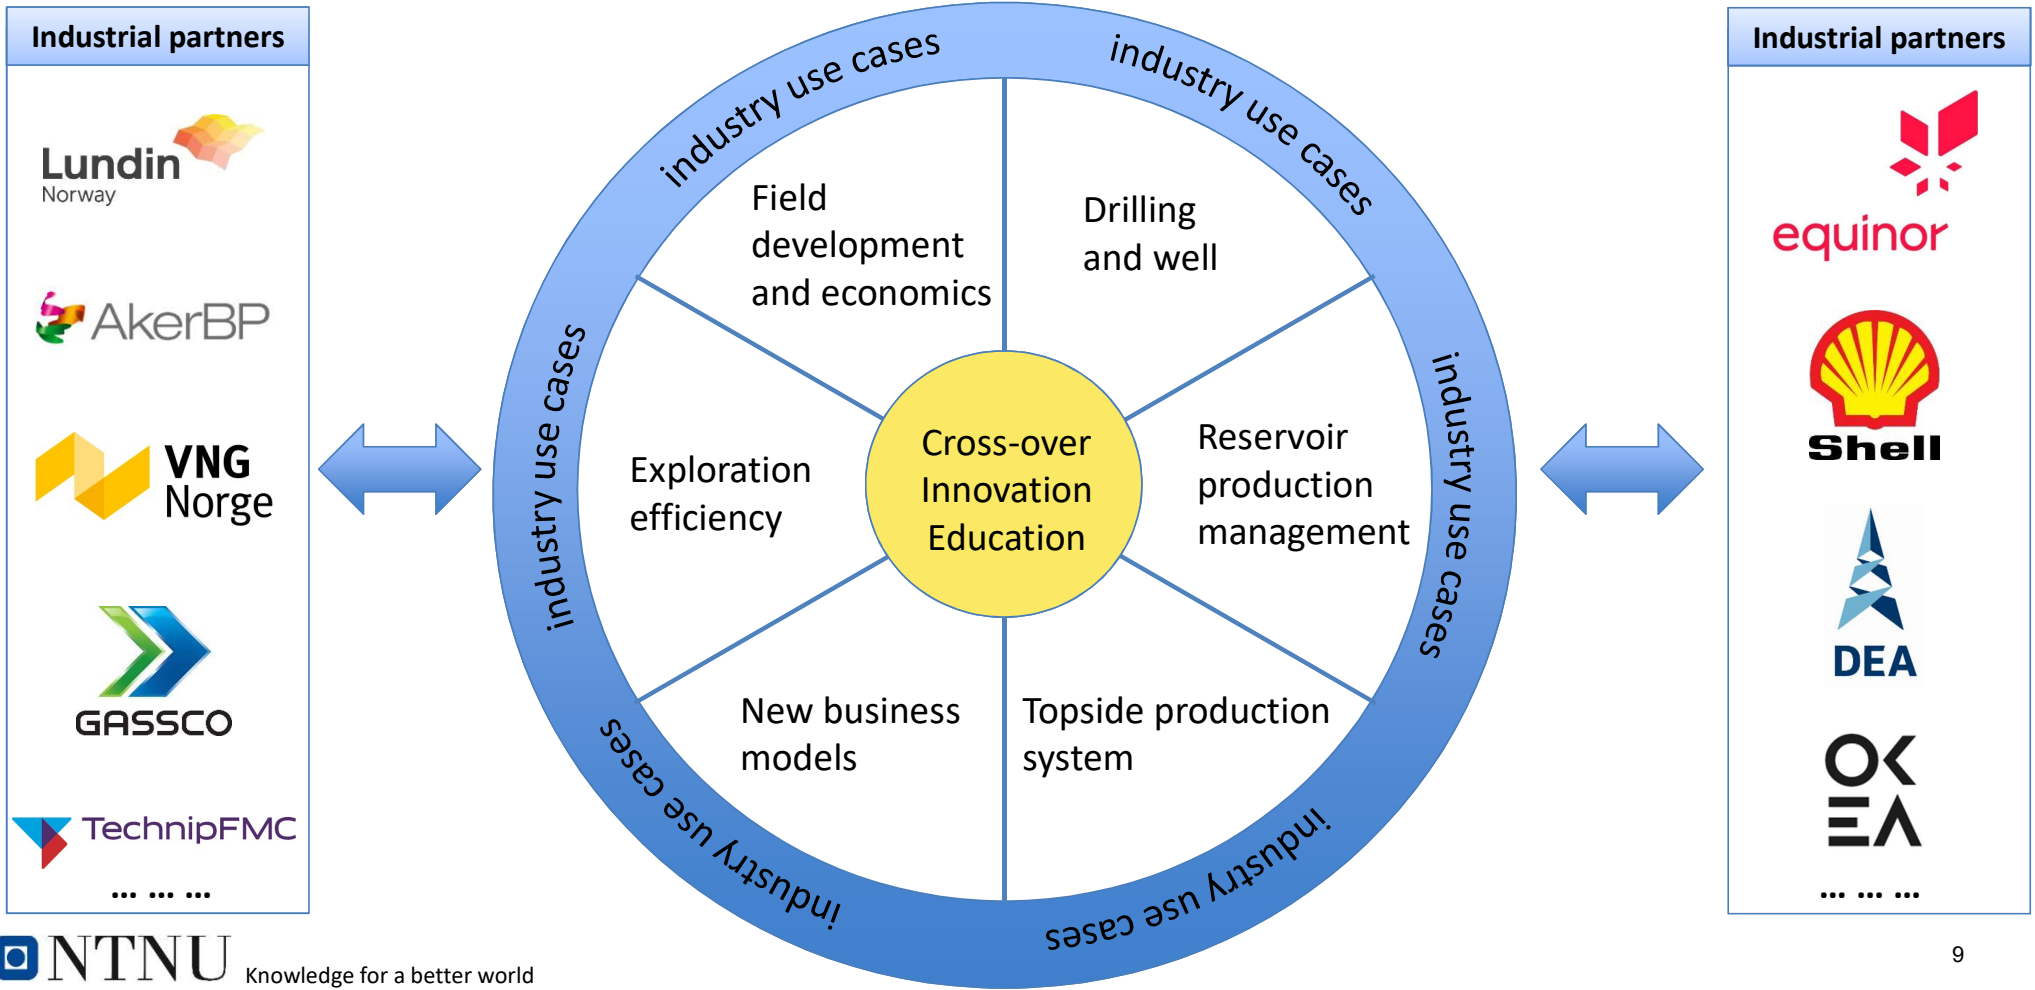 Industrial partners
Lundin
Norway
AkerBP
VNG
Norge
GASSCO
TechnipFMC
... ... ...
industry use cases
industry use cases
industry use cases
industry use cases
industry use cases
industry use cases
Field
development
and economics
Drilling
and well
Exploration
efficiency
Cross-over
Innovation
Education
Reservoir
production
management
New business
models
Topside production
system
Industrial partners
equinor
Shell
DEA
OK
EA
... ... ...
NTNU
Knowledge for a better world
9